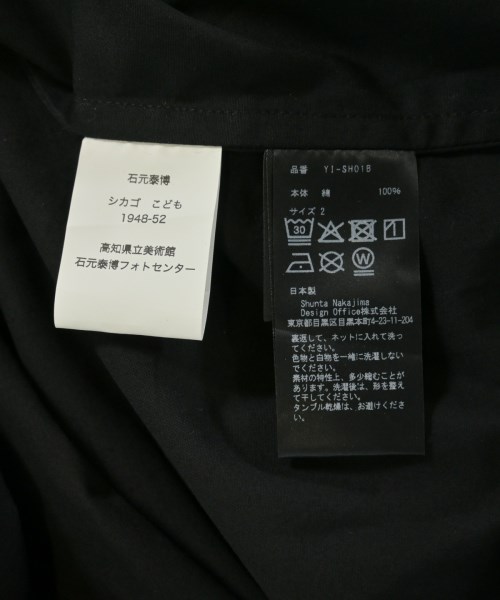 石元泰博
シカゴ こども
1948-52
高知県立美術館
石元泰博フォトセンター
品番 YI-SH01B
本体 綿 100%
サイズ 2
30
W
日本製
Shunta Nakajima
Design Office株式会社
東京都目黒区目黒本町4-23-11-204
裏返して、ネットに入れて洗っ
てください。
色物と白物を一緒に洗濯しない
でください。
素材の特性上、多少縮むことが
あります。洗濯後は、形を整え
て干してください。
タンブル乾燥は、お避けくださ
い。